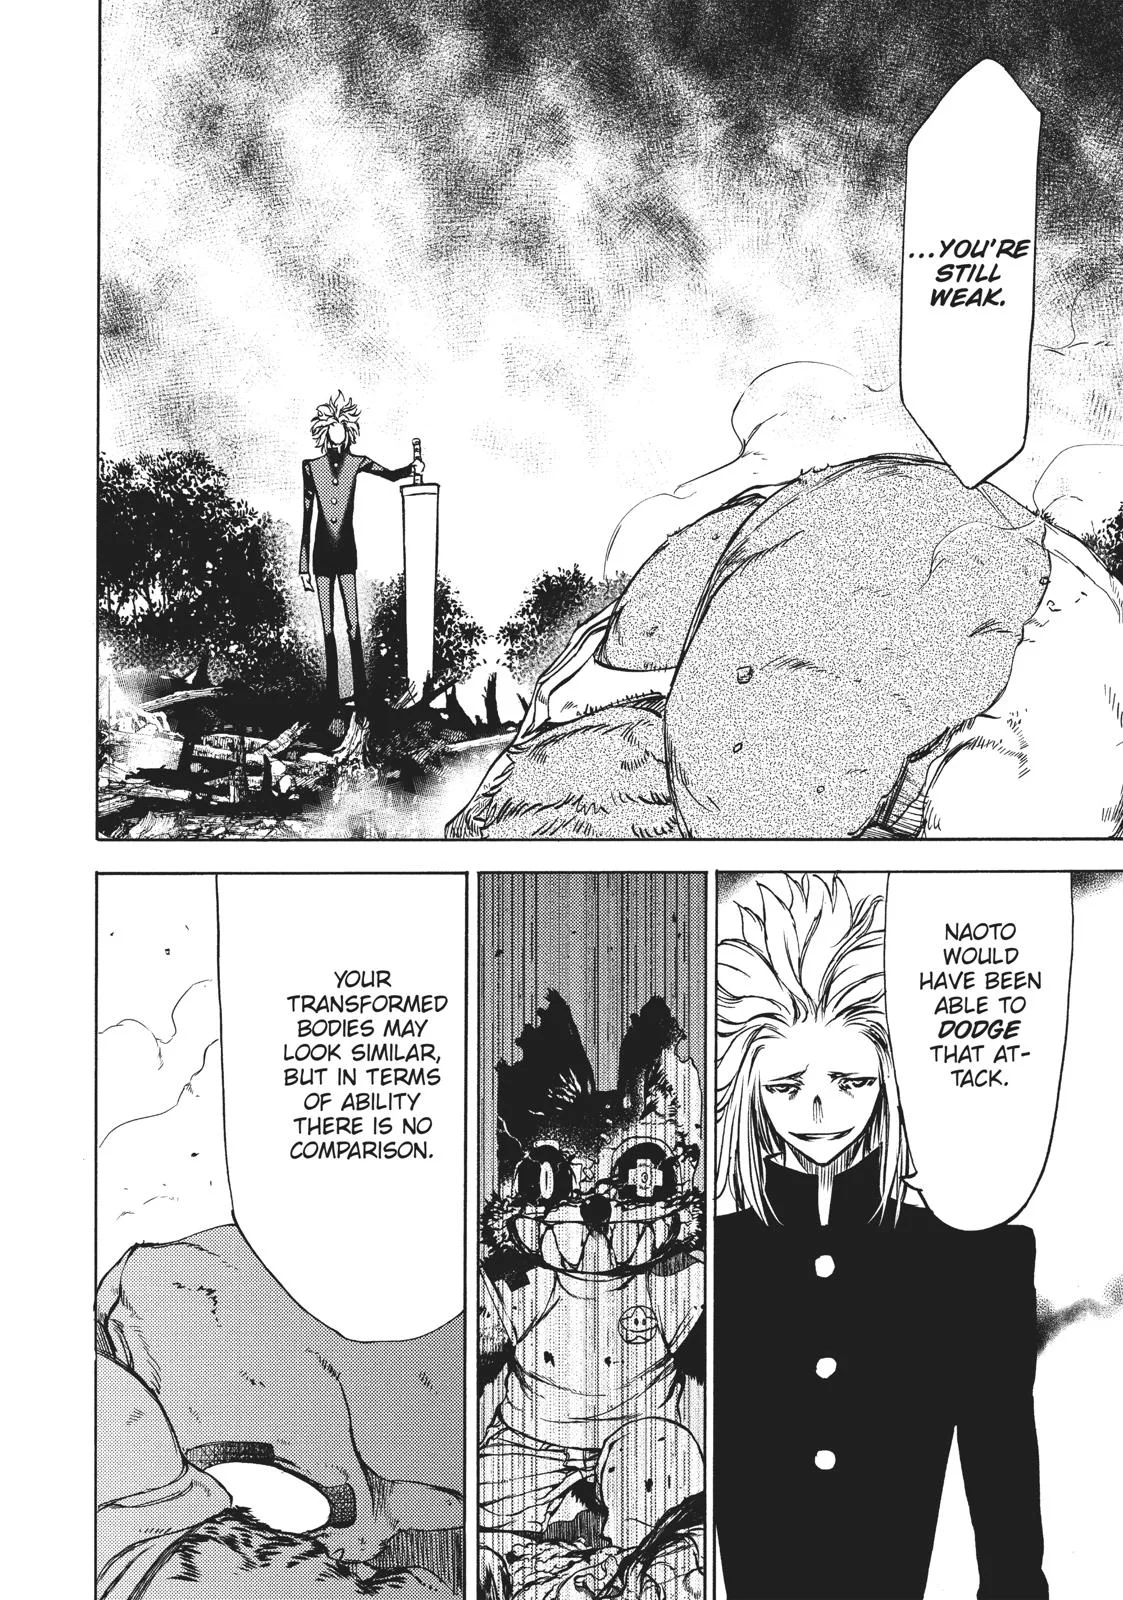 ...YOU'RE
STILL
WEAK.
NAOTO
WOULD
HAVE BEEN
ABLE TO
DODGE
THAT AT-
TACK.
YOUR
TRANSFORMED
BODIES MAY
LOOK SIMILAR,
BUT IN TERMS
OF ABILITY
THERE IS NO
COMPARISON.